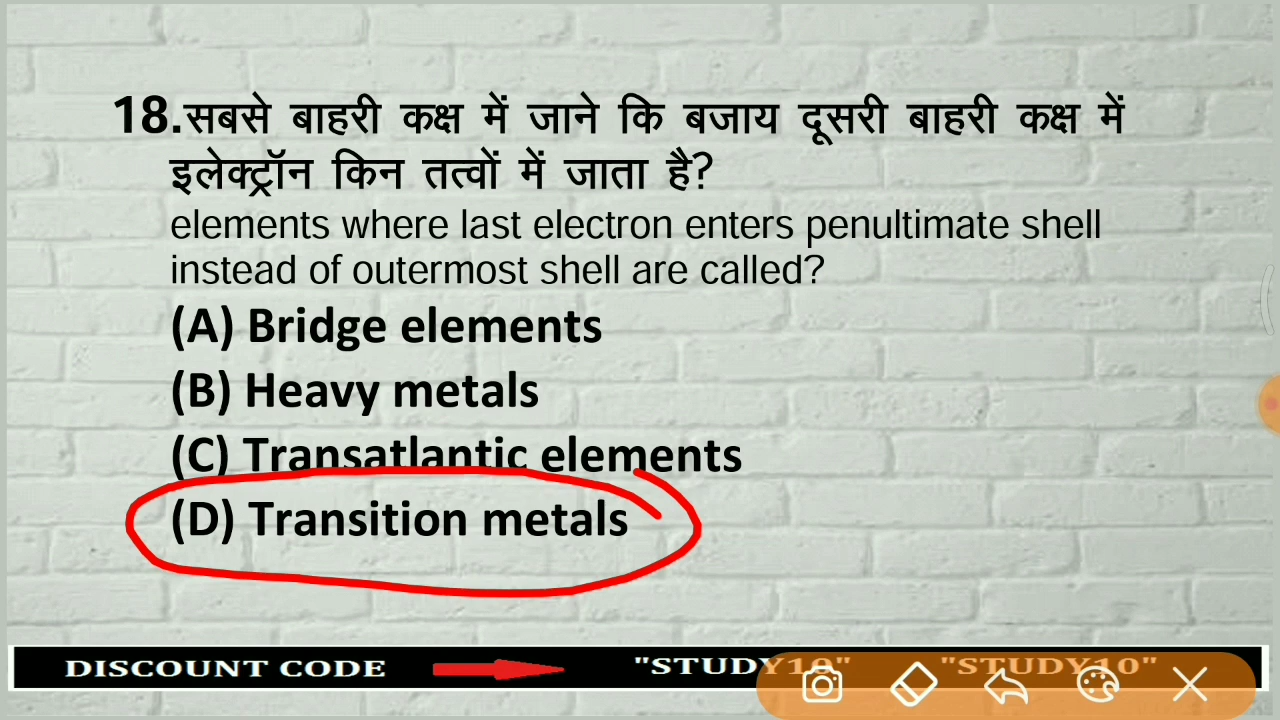 18.सबसे बाहरी कक्ष में जाने कि बजाय दूसरी बाहरी कक्ष में
इलेक्ट्रॉन किन तत्वों में जाता है?
elements where last electron enters penultimate shell
instead of outermost shell are called?
(A) Bridge elements
(B) Heavy metals
(C) Transatlantic elements
(D) Transition metals
DISCOUNT CODE "STUDY10" "STUDY10"